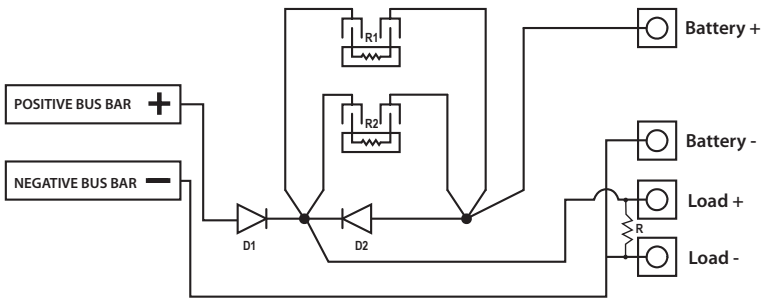 R1
Battery +
POSITIVE BUS BAR +
R2
Battery -
NEGATIVE BUS BAR -
Load +
D1
D2
R
Load -